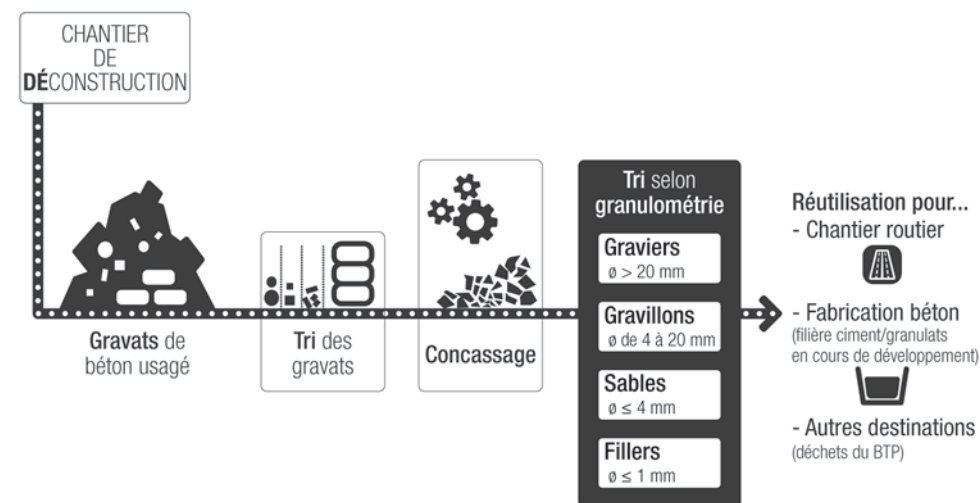 CHANTIER
DE
DÉCONSTRUCTION
Gravats de
béton usagé
Tri des
gravats
Concassage
Tri selon
granulométrie
Graviers
ø > 20 mm
Gravillons
ø de 4 à 20 mm
Sables
ø ≤ 4 mm
Fillers
ø ≤ 1 mm
Réutilisation pour...
- Chantier routier
- Fabrication béton
(filière ciment/granulats
en cours de développement)
- Autres destinations
(déchets du BTP)